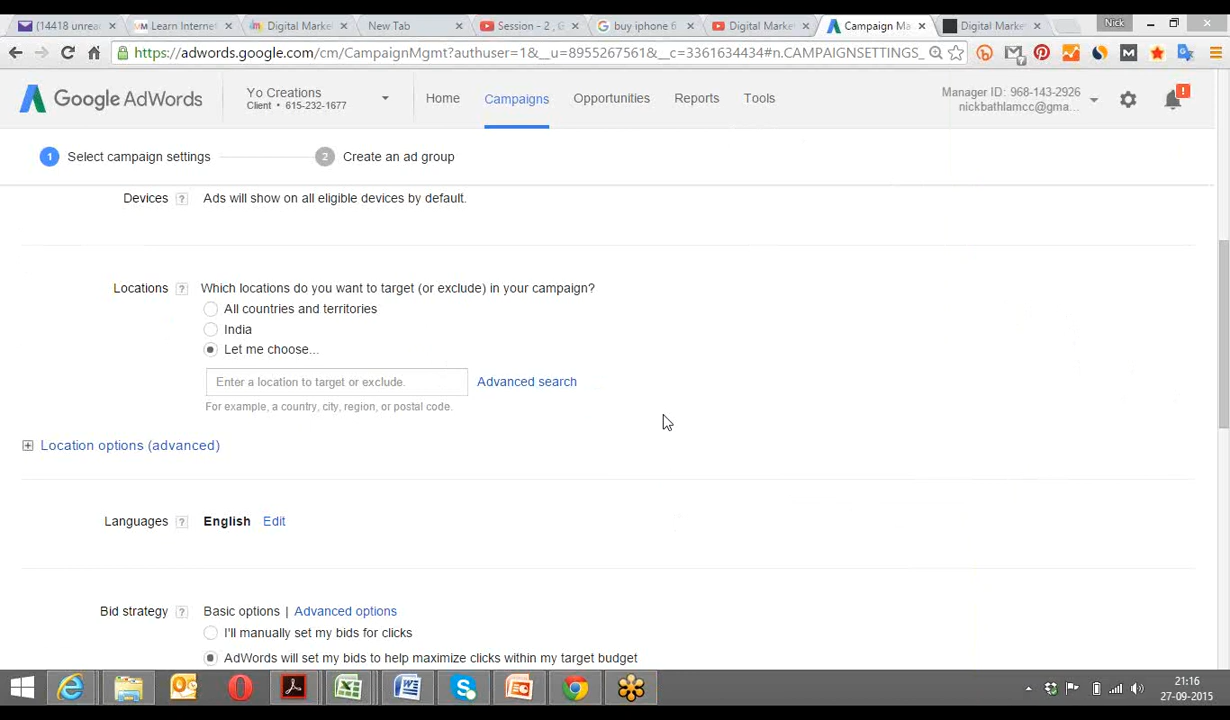 (14418 unrea
Learn Internet
Digital Market
New Tab
Session - 2 , G
buy iphone 6
Digital Market
Campaign Ma
Digital Market
Nick
https://adwords.google.com/cm/CampaignMgmt?authuser=1&__u=89552675661&__c=3361634434#n.CAMPAIGNSETTINGS_
Google AdWords
Yo Creations
Client • 615-232-1677
Home
Campaigns
Opportunities
Reports
Tools
Manager ID: 968-143-2926
nickbathlamcc@gma...
1 Select campaign settings
2 Create an ad group
Devices ? Ads will show on all eligible devices by default.
Locations ? Which locations do you want to target (or exclude) in your campaign?
All countries and territories
India
Let me choose...
Enter a location to target or exclude. Advanced search
For example, a country, city, region, or postal code.
Location options (advanced)
Languages ? English Edit
Bid strategy ? Basic options | Advanced options
I'll manually set my bids for clicks
AdWords will set my bids to help maximize clicks within my target budget
21:16
27-09-2015